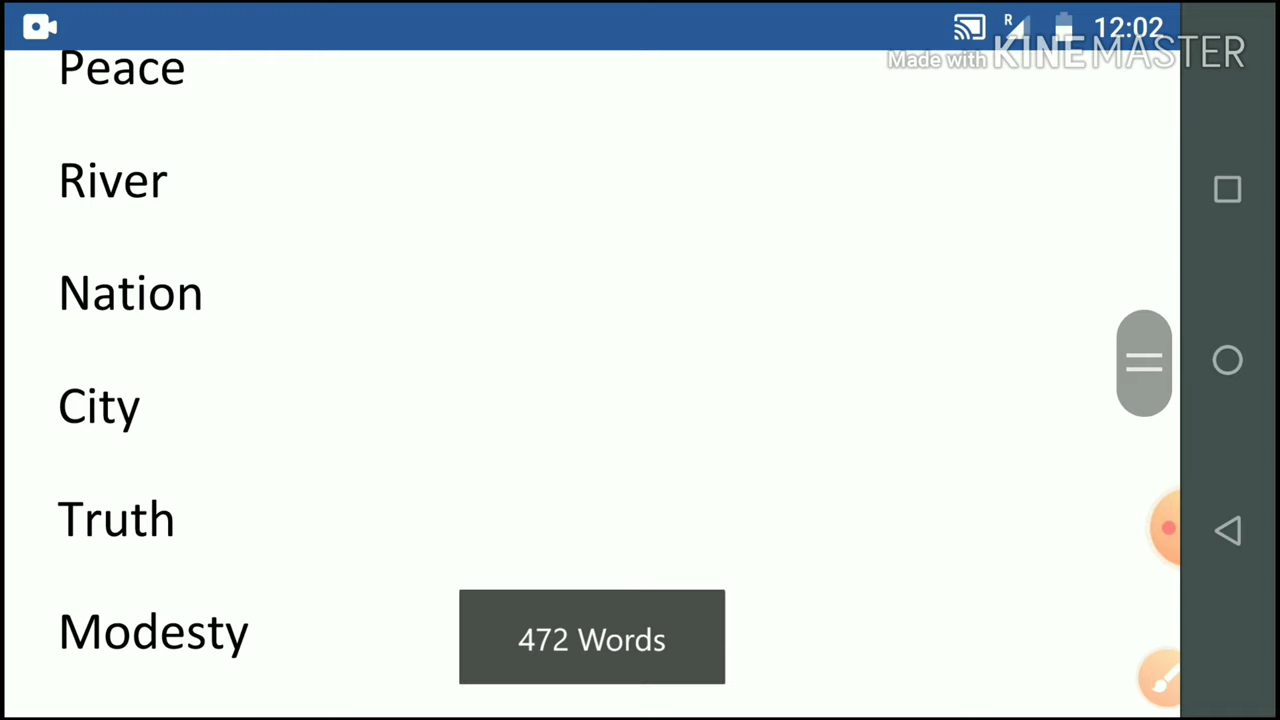 R 12:02
Made with KINEMASTER
Peace
River
Nation
City
Truth
Modesty
472 Words